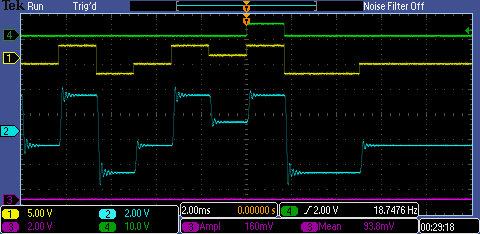 Tek Run Trig'd Noise Filter Off
4
1
2
3
1 5.00 V 2 2.00 V
3 2.00 V 4 10.0 V
2.00ms 0.00000 s
4 2.00 V 18.7476 Hz
3 Ampl 160mV 3 Mean 93.8mV
00:29:18